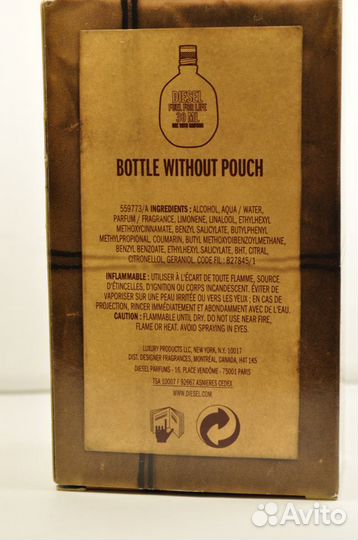 DIESEL
FUEL FOR LIFE
30 ML
BOTTLE WITHOUT POUCH
559773/A INGREDIENTS : ALCOHOL, AQUA / WATER,
PARFUM / FRAGRANCE, LIMONENE, LINALOOL, ETHYLHEXYL
METHOXYCINNAMATE, BENZYL SALICYLATE, BUTYLPHENYL
METHYLPROPIONAL, COUMARIN, BUTYL METHOXYDIBENZOYLMETHANE,
BENZYL BENZOATE, ETHYLHEXYL SALICYLATE, BHT, CITRAL,
CITRONELLOL, GERANIOL. CODE FIL : B27845/1
INFLAMMABLE : UTILISER À L'ÉCART DE TOUTE FLAMME, SOURCE
D'ÉTINCELLES, D'IGNITION OU CORPS INCANDESCENT. ÉVITER DE
VAPORISER SUR UNE PEAU IRRITÉE OU VERS LES YEUX ; EN CAS DE
PROJECTION, RINCER IMMÉDIATEMENT ET ABONDAMMENT À L'EAU.
CAUTION : FLAMMABLE UNTIL DRY. DO NOT USE NEAR FIRE,
FLAME OR HEAT. AVOID SPRAYING IN EYES.
LUXURY PRODUCTS LLC, NEW YORK, N.Y. 10017
DIST. DESIGNER FRAGRANCES, MONTRÉAL, CANADA, H4T 1K5
DIESEL PARFUMS - 16, PLACE VENDÔME - 75001 PARIS
TSA 10007 / 92667 ASNIERES CEDEX
WWW.DIESEL.COM
Avito